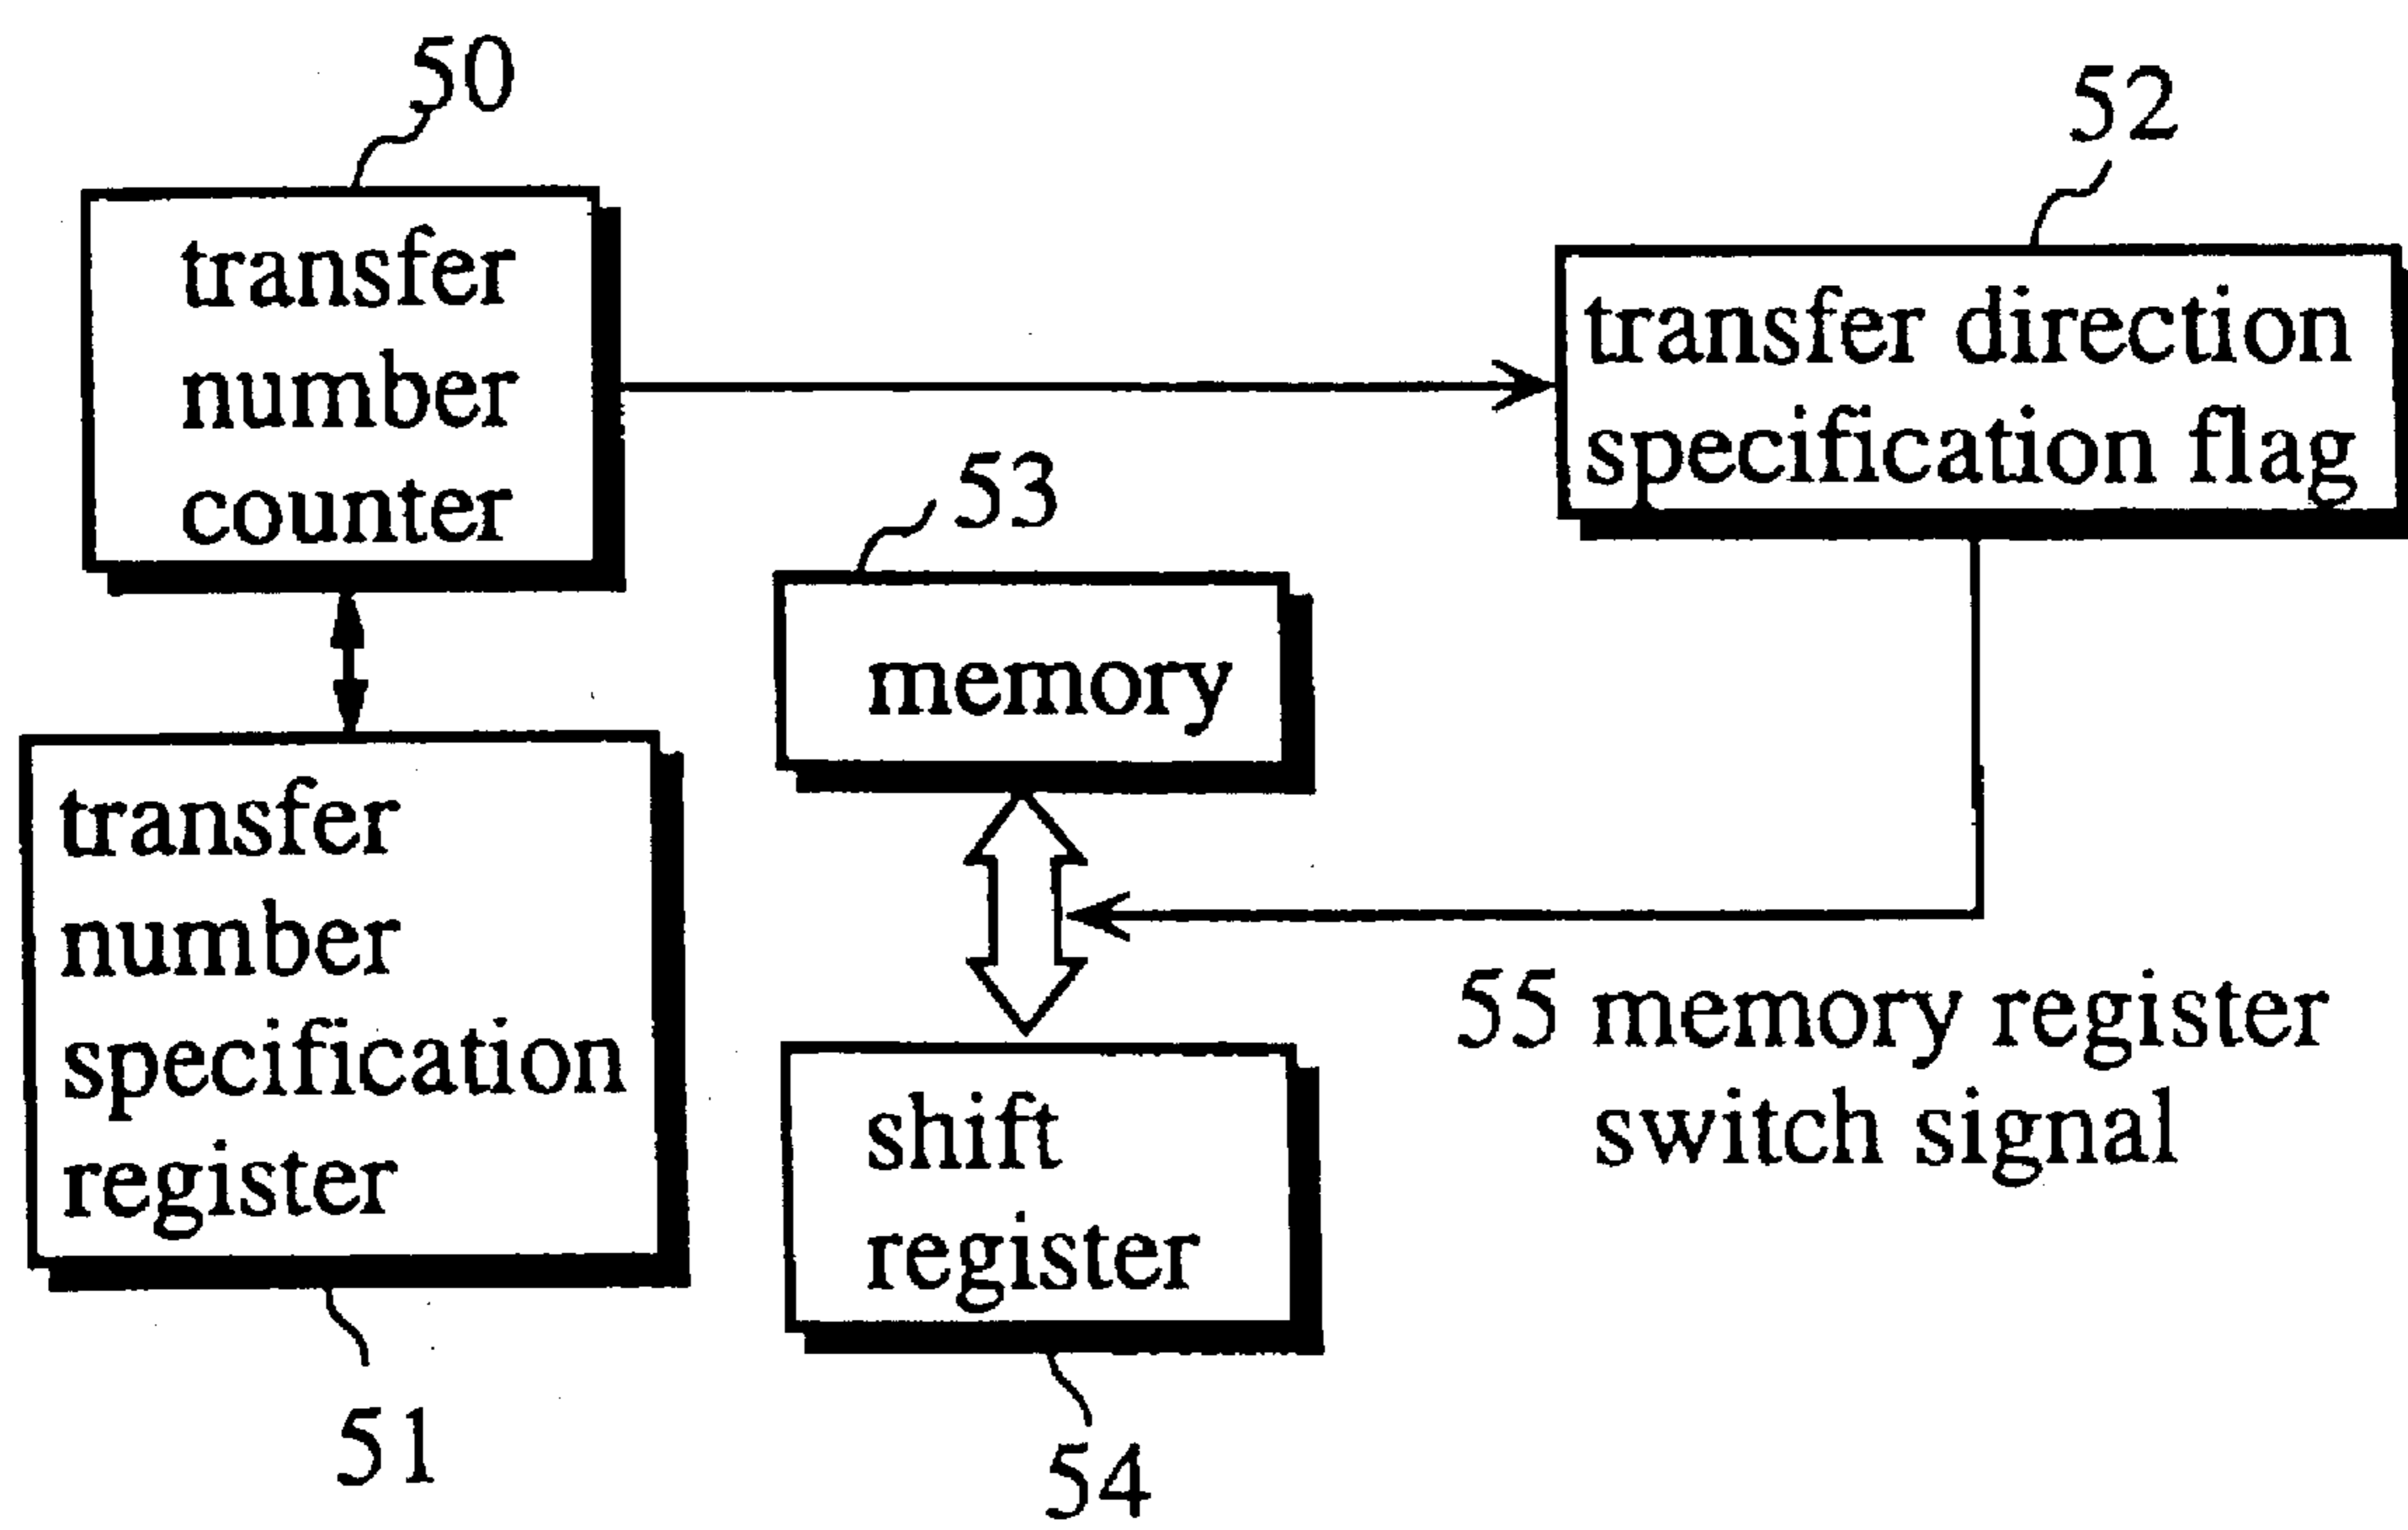 50
transfer
number
counter
52
transfer direction
specification flag
53
memory
transfer
number
specification
register
51
shift
register
54
55 memory register
switch signal